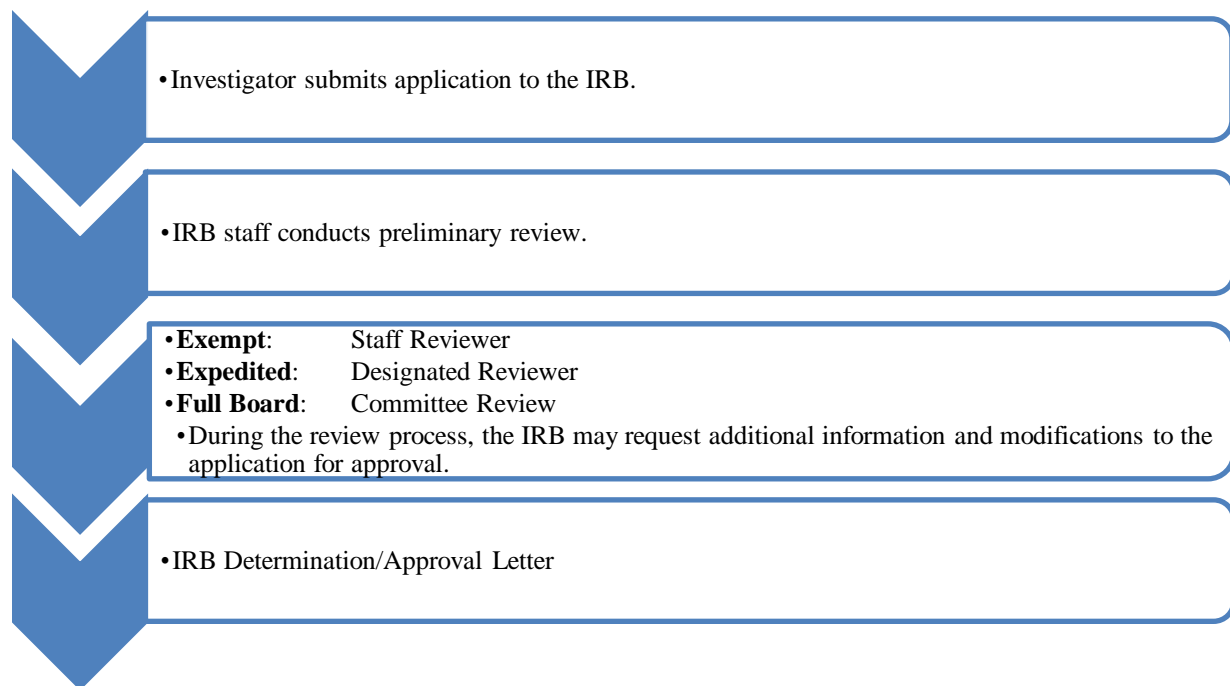 •Investigator submits application to the IRB.
•IRB staff conducts preliminary review.
•Exempt: Staff Reviewer
•Expedited: Designated Reviewer
•Full Board: Committee Review
•During the review process, the IRB may request additional information and modifications to the
application for approval.
•IRB Determination/Approval Letter